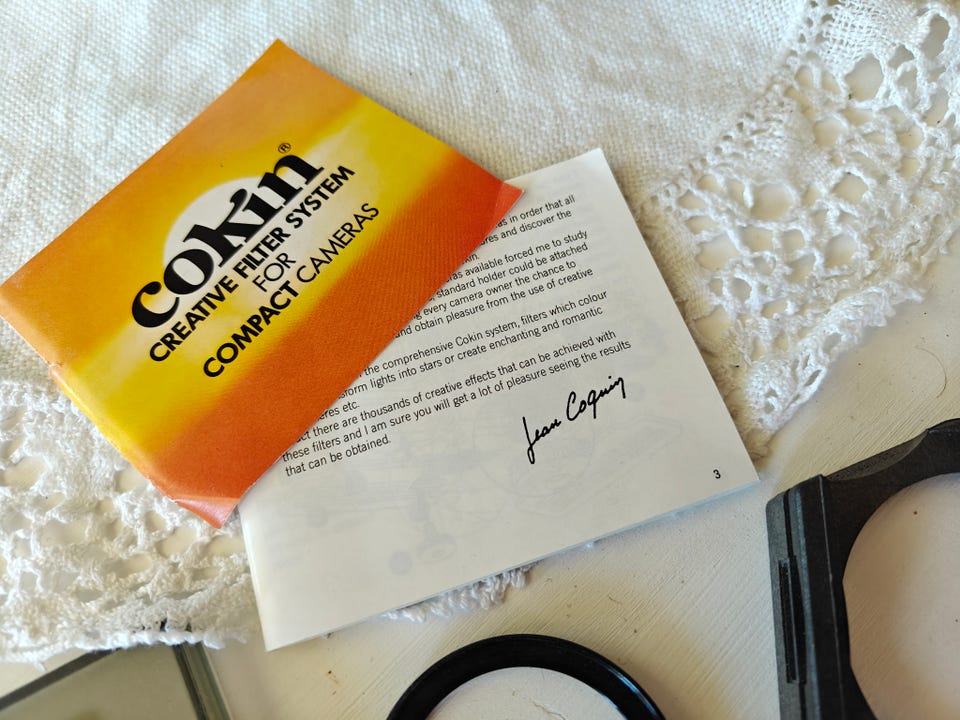 Cokin®
CREATIVE FILTER SYSTEM
FOR
COMPACT CAMERAS
as in order that all
and discover the
available forced me to study
standard holder could be attached
every camera owner the chance to
and obtain pleasure from the use of creative
the comprehensive Cokin system, filters which colour
lights into stars or create enchanting and romantic
etc.
there are thousands of creative effects that can be achieved with
these filters and I am sure you will get a lot of pleasure seeing the results
that can be obtained.
Jean Coquin
3